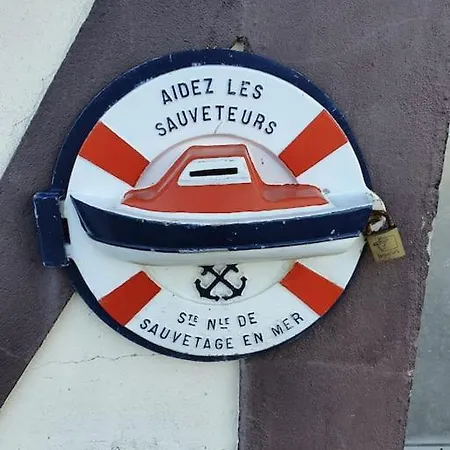 AIDEZ LES
SAUVETEURS
STE NLE DE
SAUVETAGE EN MER